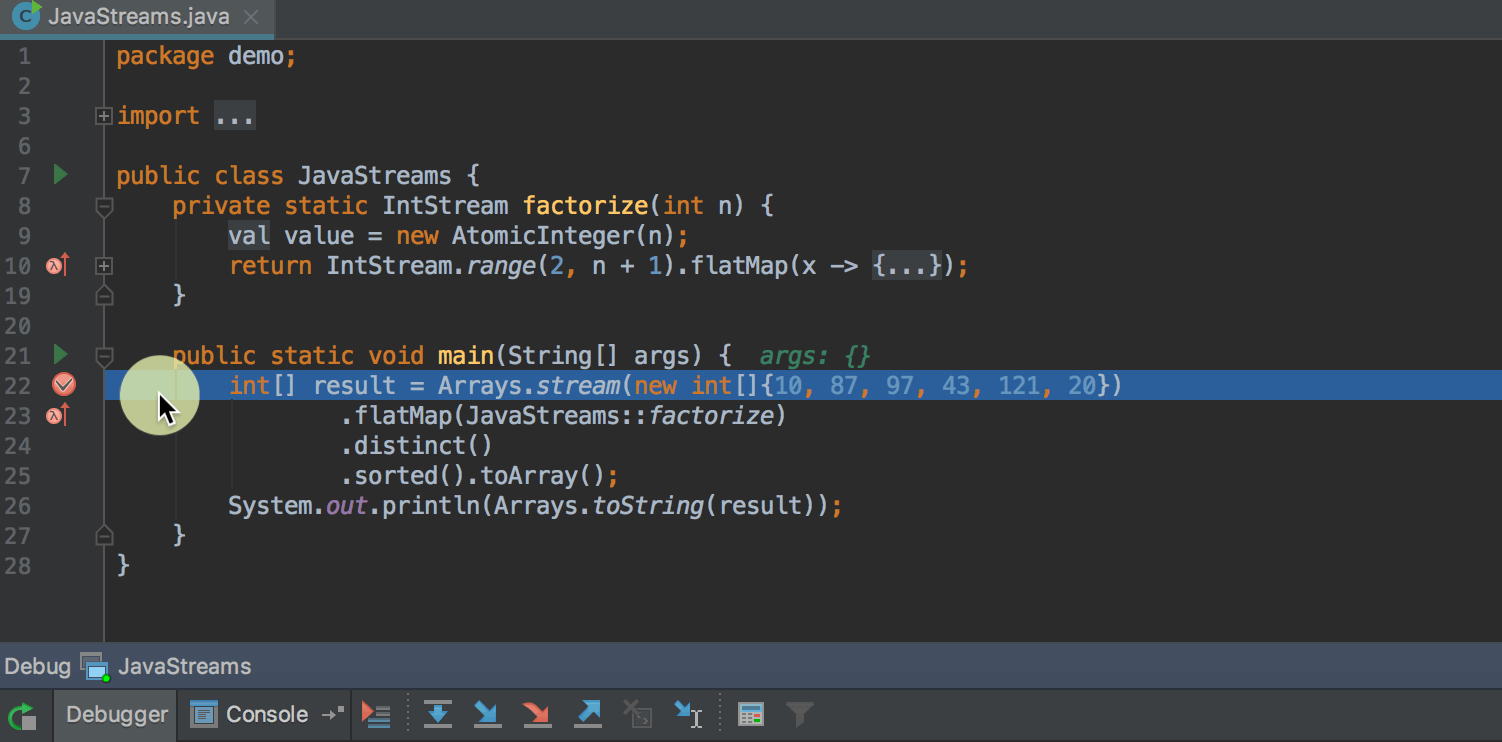 JavaStreams.java
1 package demo;
2
3 import ...
6
7 public class JavaStreams {
8 private static IntStream factorize(int n) {
9 val value = new AtomicInteger(n);
10 return IntStream.range(2, n + 1).flatMap(x -> {...});
19 }
20
21 public static void main(String[] args) { args: {}
22 int[] result = Arrays.stream(new int[]{10, 87, 97, 43, 121, 20})
23 .flatMap(JavaStreams::factorize)
24 .distinct()
25 .sorted().toArray();
26 System.out.println(Arrays.toString(result));
27 }
28 }
Debug JavaStreams
Debugger Console